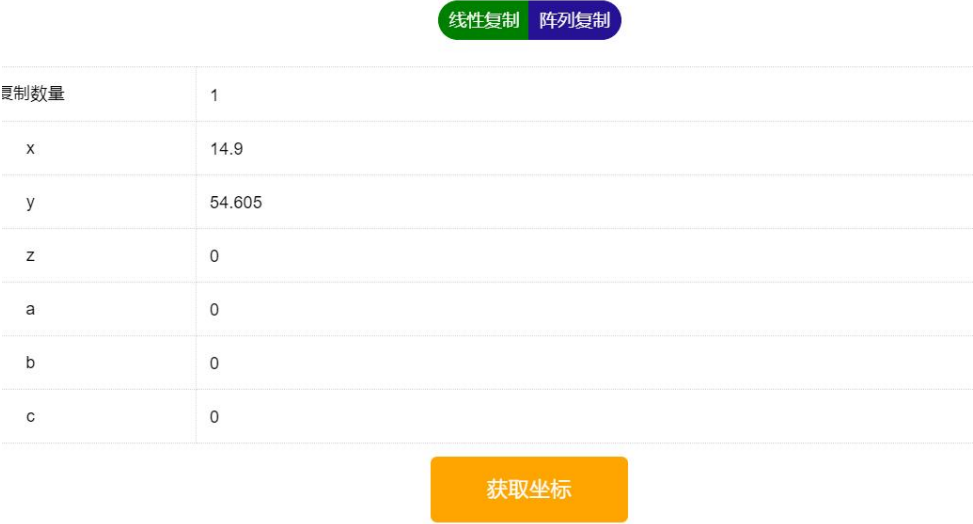 线性复制 阵列复制
复制数量 1
x 14.9
y 54.605
z 0
a 0
b 0
c 0
获取坐标